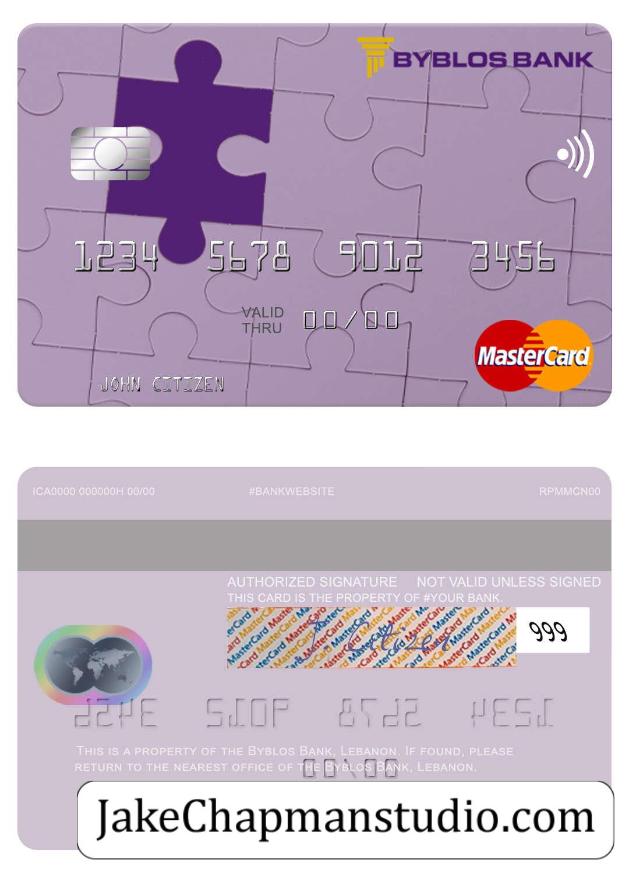 BYBLOS BANK
1234 5678 9012 3456
VALID
THRU 00/00
MasterCard
JOHN CITIZEN
ICA0000 000000H 00/00 #BANKWEBSITE RPMMCN00
AUTHORIZED SIGNATURE NOT VALID UNLESS SIGNED
THIS CARD IS THE PROPERTY OF #YOUR BANK.
J. Citizen 999
THIS IS A PROPERTY OF THE BYBLOS BANK, LEBANON. IF FOUND, PLEASE
RETURN TO THE NEAREST OFFICE OF THE BYBLOS BANK, LEBANON.
JakeChapmanstudio.com